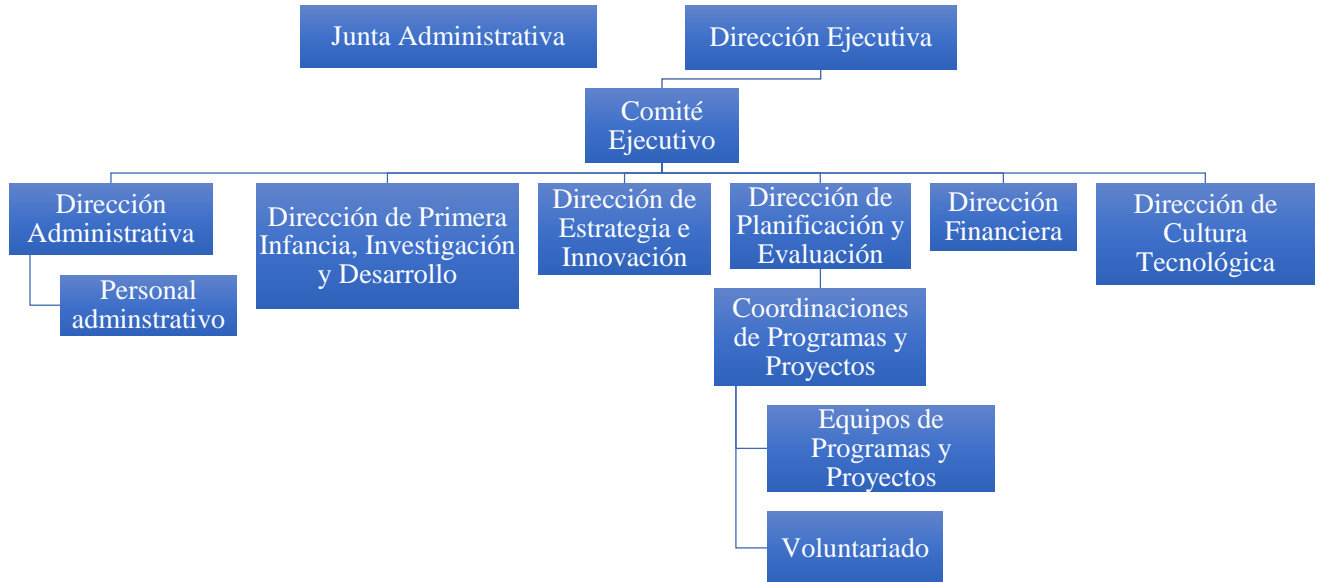 Junta Administrativa
Dirección Ejecutiva
Comité
Ejecutivo
Dirección
Administrativa
Personal
adminstrativo
Dirección de Primera
Infancia, Investigación
y Desarrollo
Dirección de
Estrategia e
Innovación
Dirección de
Planificación y
Evaluación
Coordinaciones
de Programas y
Proyectos
Equipos de
Programas y
Proyectos
Voluntariado
Dirección
Financiera
Dirección de
Cultura
Tecnológica